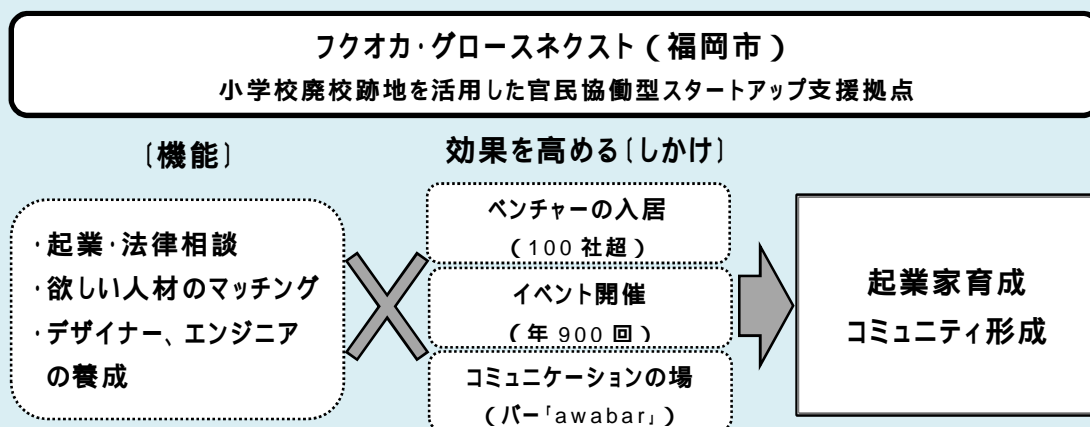 フクオカ・グロースネクスト(福岡市)
小学校廃校跡地を活用した官民協働型スタートアップ支援拠点
〔機能〕
効果を高める〔しかけ〕
・起業・法律相談
・欲しい人材のマッチング
・デザイナー、エンジニア
の養成
ベンチャーの入居
(100社超)
イベント開催
(年900回)
コミュニケーションの場
(バー「awabar」)
起業家育成
コミュニティ形成